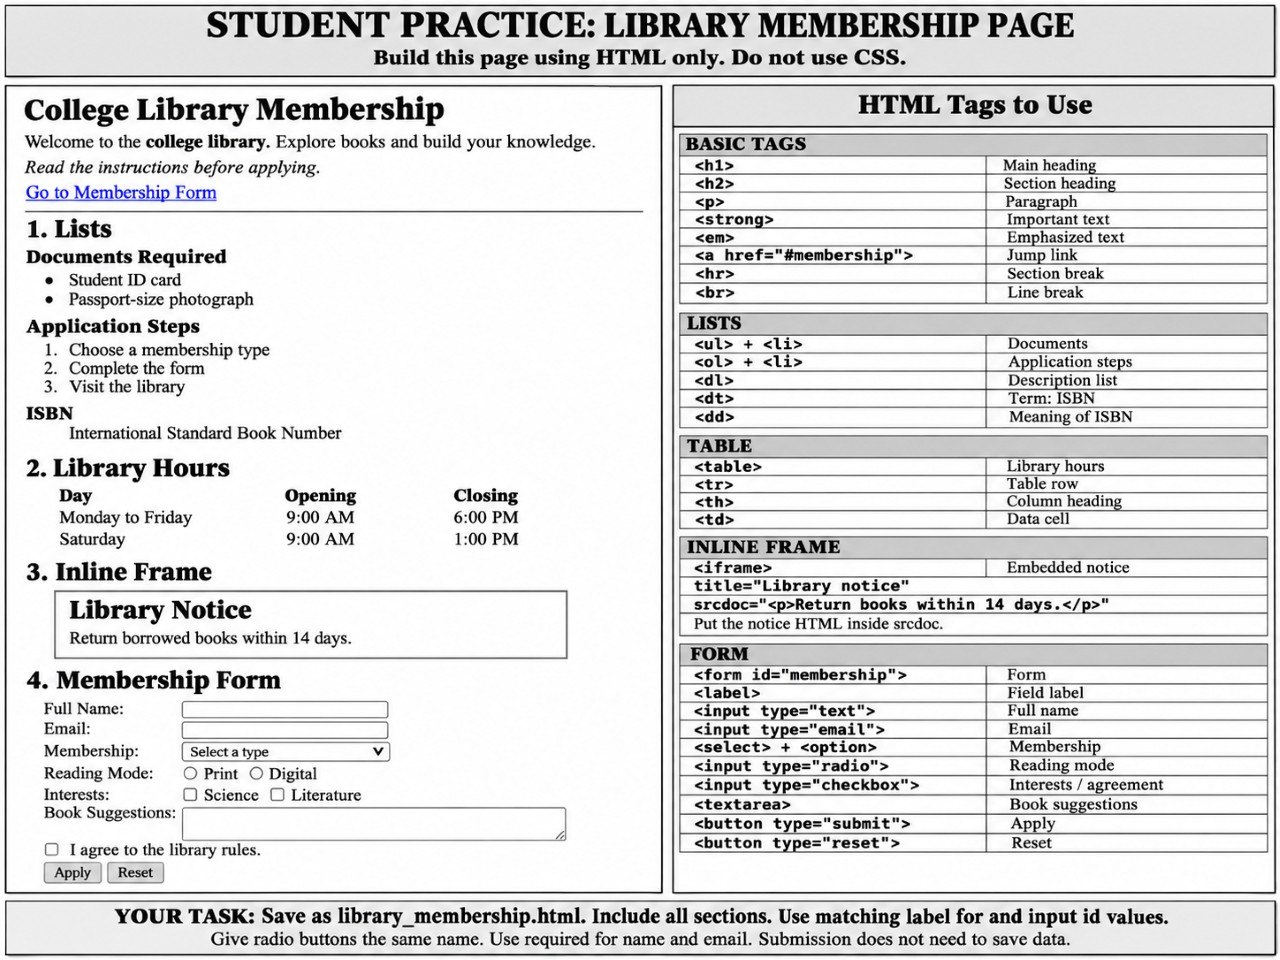 STUDENT PRACTICE: LIBRARY MEMBERSHIP PAGE
Build this page using HTML only. Do not use CSS.
College Library Membership
Welcome to the college library. Explore books and build your knowledge.
Read the instructions before applying.
Go to Membership Form
1. Lists
Documents Required
• Student ID card
• Passport-size photograph
Application Steps
1. Choose a membership type
2. Complete the form
3. Visit the library
ISBN
International Standard Book Number
2. Library Hours
Day Opening Closing
Monday to Friday 9:00 AM 6:00 PM
Saturday 9:00 AM 1:00 PM
3. Inline Frame
Library Notice
Return borrowed books within 14 days.
4. Membership Form
Full Name:
Email:
Membership: Select a type
Reading Mode: Print Digital
Interests: Science Literature
Book Suggestions:
I agree to the library rules.
Apply Reset
HTML Tags to Use
BASIC TAGS
<h1> Main heading
<h2> Section heading
<p> Paragraph
<strong> Important text
<em> Emphasized text
<a href="#membership"> Jump link
<hr> Section break
<br> Line break
LISTS
<ul> + <li> Documents
<ol> + <li> Application steps
<dl> Description list
<dt> Term: ISBN
<dd> Meaning of ISBN
TABLE
<table> Library hours
<tr> Table row
<th> Column heading
<td> Data cell
INLINE FRAME
<iframe> Embedded notice
title="Library notice"
srcdoc="<p>Return books within 14 days.</p>"
Put the notice HTML inside srcdoc.
FORM
<form id="membership"> Form
<label> Field label
<input type="text"> Full name
<input type="email"> Email
<select> + <option> Membership
<input type="radio"> Reading mode
<input type="checkbox"> Interests / agreement
<textarea> Book suggestions
<button type="submit"> Apply
<button type="reset"> Reset
YOUR TASK: Save as library_membership.html. Include all sections. Use matching label for and input id values.
Give radio buttons the same name. Use required for name and email. Submission does not need to save data.